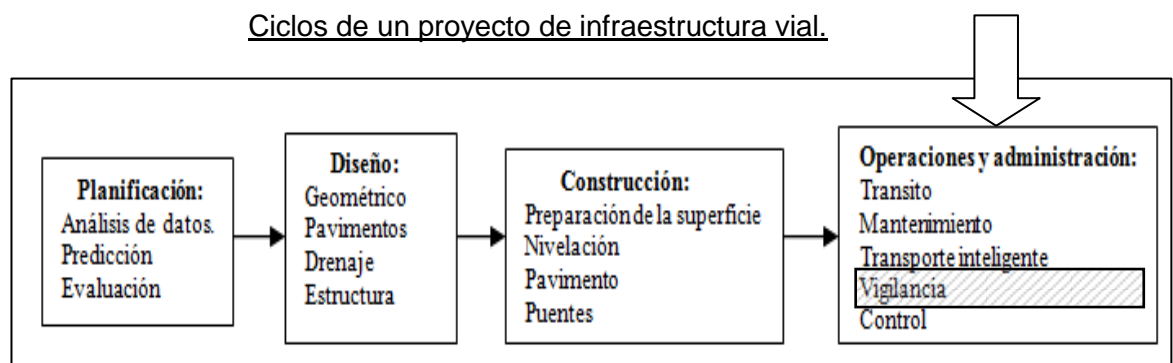 Ciclos de un proyecto de infraestructura vial.
Planificación:
Análisis de datos.
Predicción
Evaluación
Diseño:
Geométrico
Pavimentos
Drenaje
Estructura
Construcción:
Preparación de la superficie
Nivelación
Pavimento
Puentes
Operaciones y administración:
Transito
Mantenimiento
Transporte inteligente
Vigilancia
Control